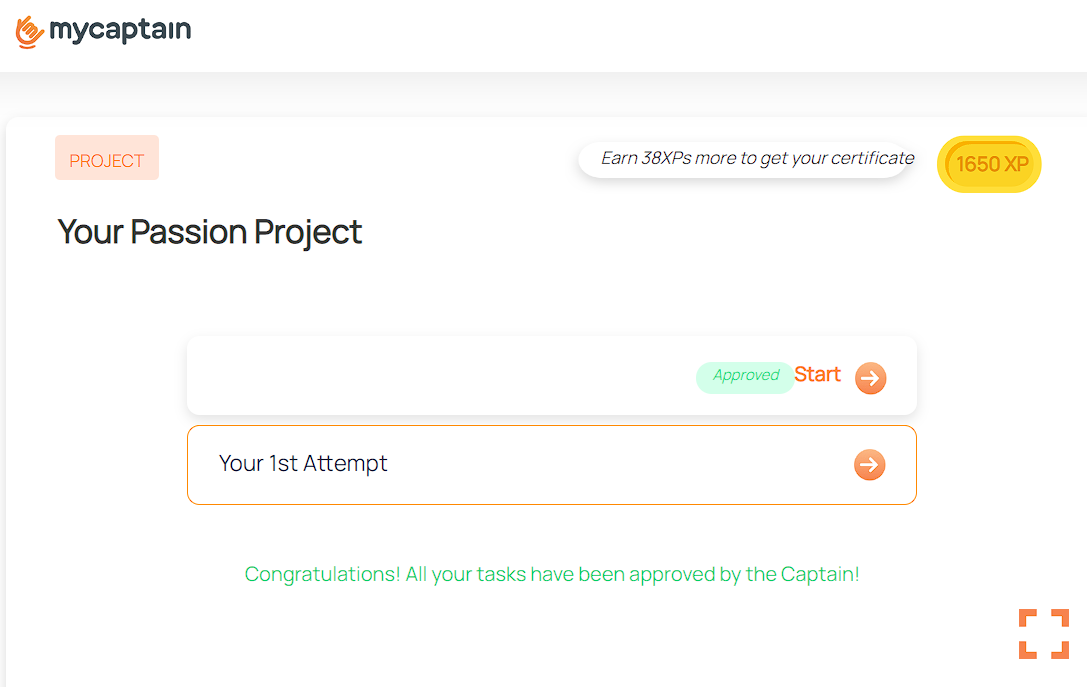 mycaptain
PROJECT
Earn 38XPs more to get your certificate
1650 XP
Your Passion Project
Approved
Start
Your 1st Attempt
Congratulations! All your tasks have been approved by the Captain!